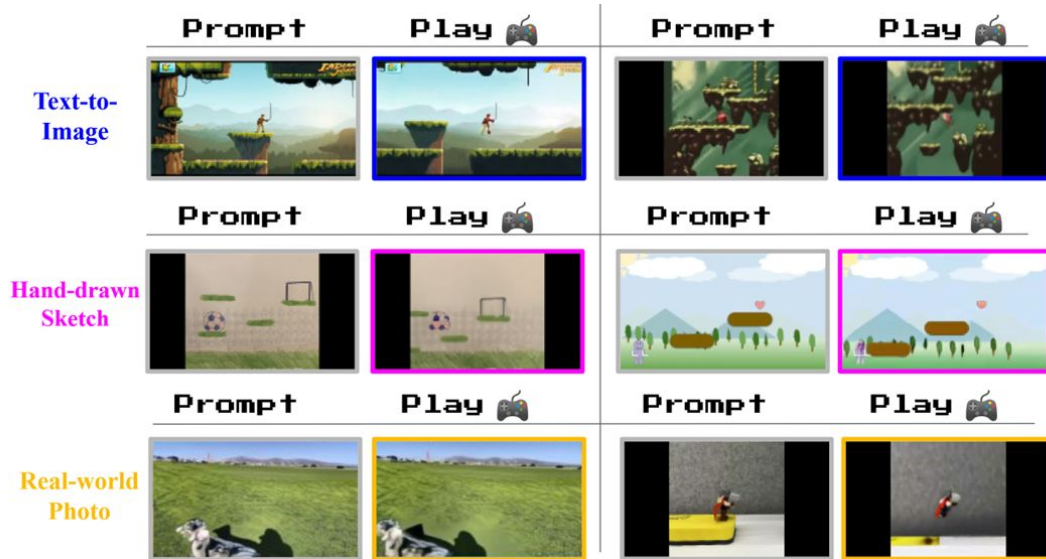 Prompt Play Prompt Play
Text-to-
Image
Prompt Play Prompt Play
Hand-drawn
Sketch
Prompt Play Prompt Play
Real-world
Photo